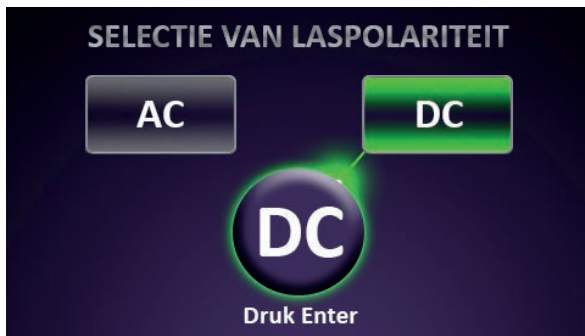 SELECTIE VAN LASPOLARITEIT
AC DC
DC
Druk Enter